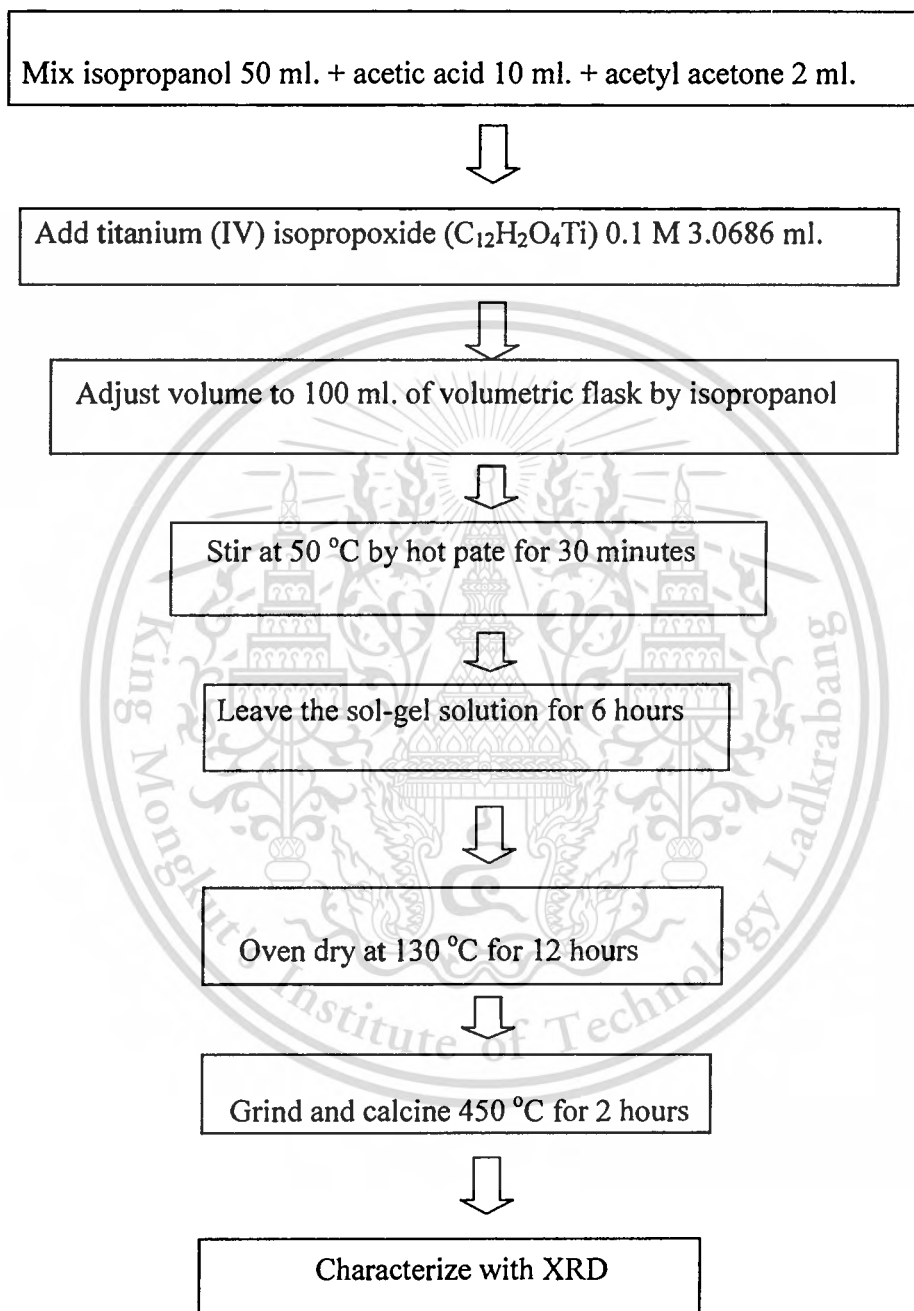 Mix isopropanol 50 ml. + acetic acid 10 ml. + acetyl acetone 2 ml.
Add titanium (IV) isopropoxide (C₁₂H₂O₄Ti) 0.1 M 3.0686 ml.
Adjust volume to 100 ml. of volumetric flask by isopropanol
Stir at 50 °C by hot pate for 30 minutes
Leave the sol-gel solution for 6 hours
Oven dry at 130 °C for 12 hours
Grind and calcine 450 °C for 2 hours
Characterize with XRD
King Mongkut's Institute of Technology Ladkrabang